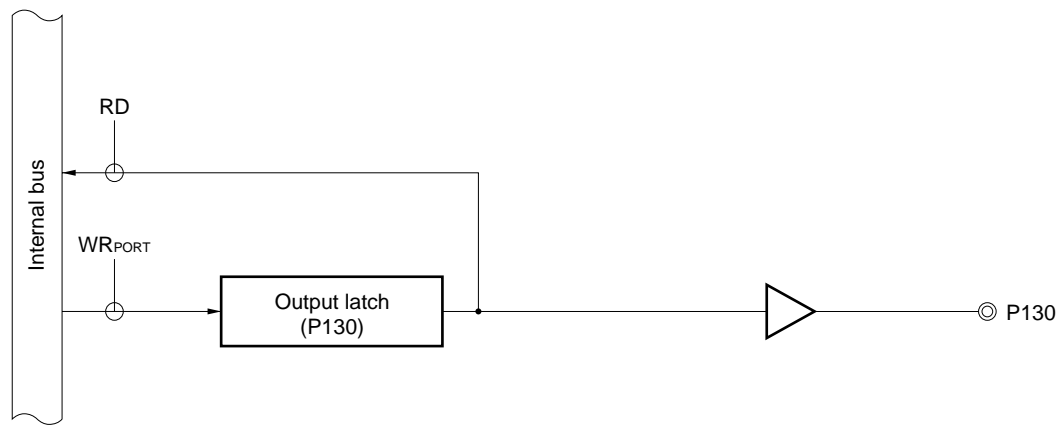 RD
Internal bus
WRPORT
Output latch
(P130)
P130